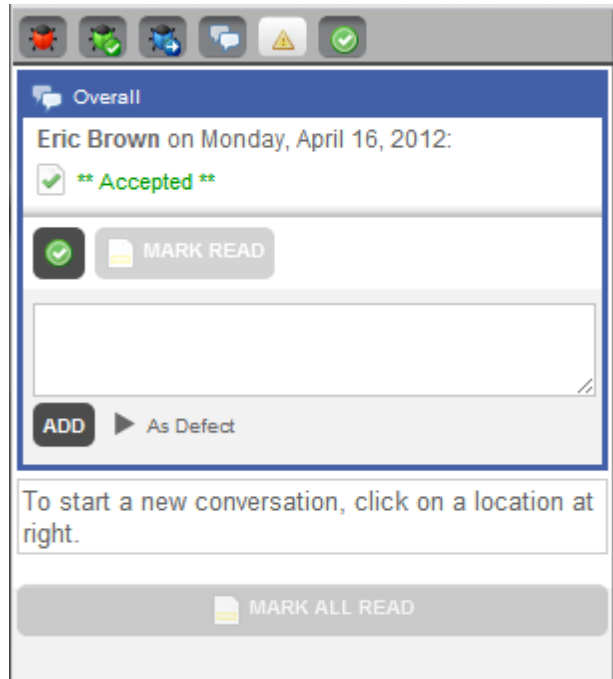 Overall
Eric Brown on Monday, April 16, 2012:
** Accepted **
MARK READ
ADD As Defect
To start a new conversation, click on a location at
right.
MARK ALL READ